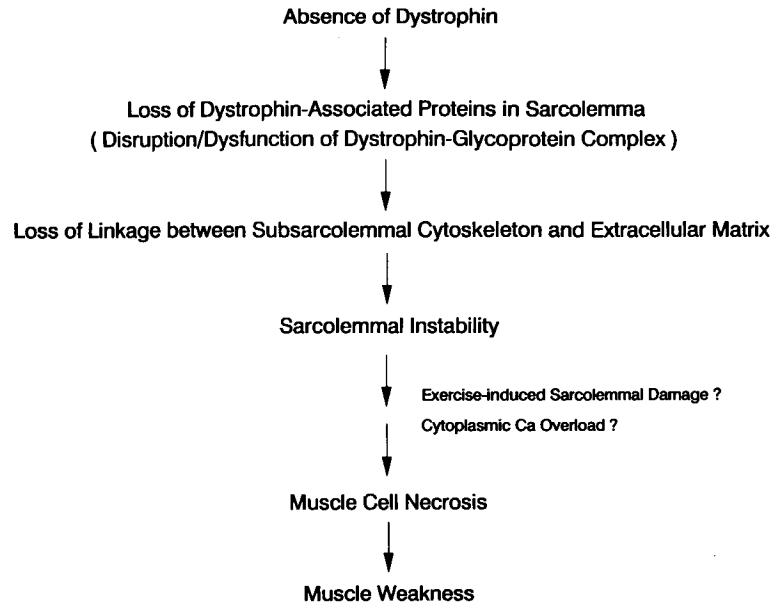 Absence of Dystrophin
Loss of Dystrophin-Associated Proteins in Sarcolemma
( Disruption/Dysfunction of Dystrophin-Glycoprotein Complex )
Loss of Linkage between Subsarcolemmal Cytoskeleton and Extracellular Matrix
Sarcolemmal Instability
Exercise-induced Sarcolemmal Damage ?
Cytoplasmic Ca Overload ?
Muscle Cell Necrosis
Muscle Weakness